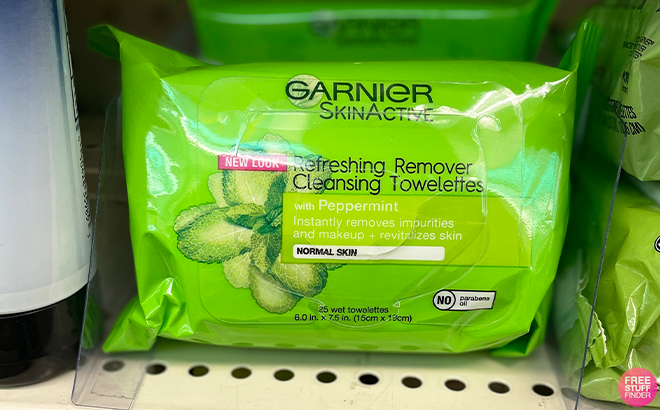 GARNIER
SKINACTIVE
NEW LOOK
Refreshing Remover
Cleansing Towelettes
with Peppermint
Instantly removes impurities
and makeup + revitalizes skin
NORMAL SKIN
NO parabens
oil
25 wet towelettes
6.0 in. x 7.5 in. (15cm x 19cm)
FREE
STUFF
FINDER